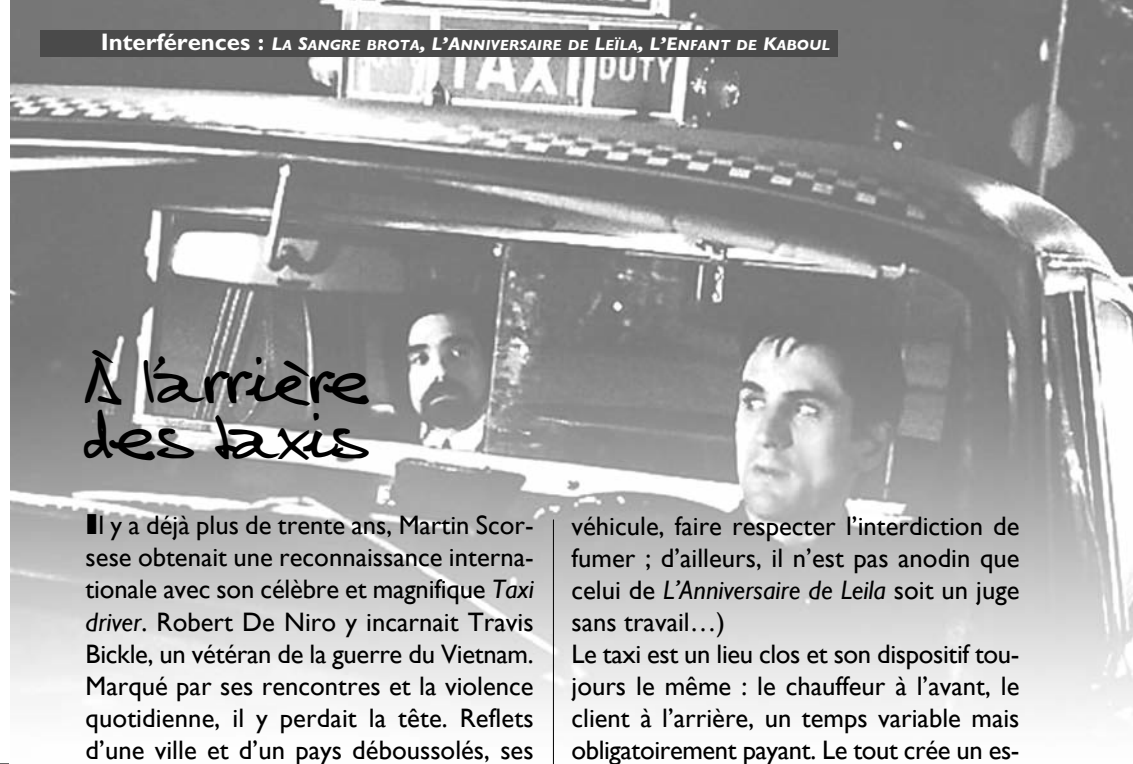 Interférences : LA SANGRE BROTA, L'ANNIVERSAIRE DE LEÏLA, L'ENFANT DE KABOUL
TAXI DUTY
À l'arrière
des taxis
Il y a déjà plus de trente ans, Martin Scor-
sese obtenait une reconnaissance interna-
tionale avec son célèbre et magnifique Taxi
driver. Robert De Niro y incarnait Travis
Bickle, un vétéran de la guerre du Vietnam.
Marqué par ses rencontres et la violence
quotidienne, il y perdait la tête. Reflets
d'une ville et d'un pays déboussolés, ses
véhicule, faire respecter l'interdiction de
fumer ; d'ailleurs, il n'est pas anodin que
celui de L'Anniversaire de Leila soit un juge
sans travail…)
Le taxi est un lieu clos et son dispositif tou-
jours le même : le chauffeur à l'avant, le
client à l'arrière, un temps variable mais
obligatoirement payant. Le tout crée un es-